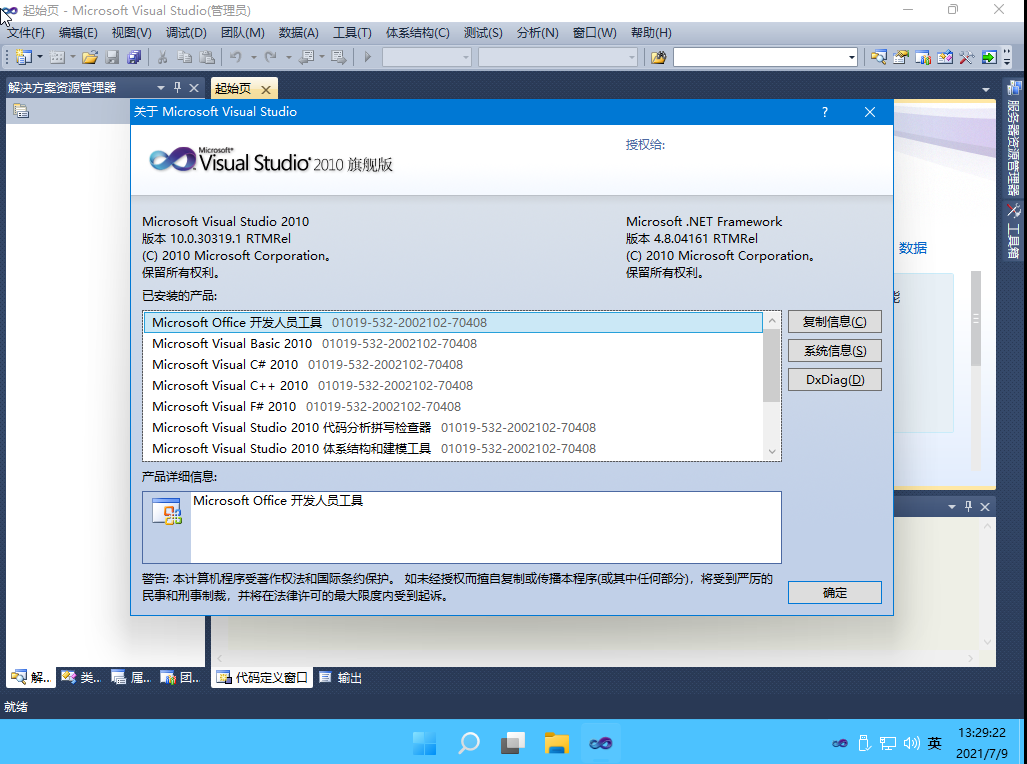 起始页 - Microsoft Visual Studio(管理员)
文件(F) 编辑(E) 视图(V) 调试(D) 团队(M) 数据(A) 工具(T) 体系结构(C) 测试(S) 分析(N) 窗口(W) 帮助(H)
解决方案资源管理器
起始页
服务器资源管理器
工具箱
关于 Microsoft Visual Studio
?
Microsoft®
Visual Studio® 2010 旗舰版
授权给:
Microsoft Visual Studio 2010
版本 10.0.30319.1 RTMRel
(C) 2010 Microsoft Corporation。
保留所有权利。
Microsoft .NET Framework
版本 4.8.04161 RTMRel
(C) 2010 Microsoft Corporation。
保留所有权利。
数据
能
已安装的产品:
Microsoft Office 开发人员工具 01019-532-2002102-70408
Microsoft Visual Basic 2010 01019-532-2002102-70408
Microsoft Visual C# 2010 01019-532-2002102-70408
Microsoft Visual C++ 2010 01019-532-2002102-70408
Microsoft Visual F# 2010 01019-532-2002102-70408
Microsoft Visual Studio 2010 代码分析拼写检查器 01019-532-2002102-70408
Microsoft Visual Studio 2010 体系结构和建模工具 01019-532-2002102-70408
复制信息(C)
系统信息(S)
DxDiag(D)
产品详细信息:
Microsoft Office 开发人员工具
警告: 本计算机程序受著作权法和国际条约保护。 如未经授权而擅自复制或传播本程序(或其中任何部分)，将受到严厉的
民事和刑事制裁，并将在法律许可的最大限度内受到起诉。
确定
解... 类... 属... 团... 代码定义窗口 输出
就绪
英
13:29:22
2021/7/9